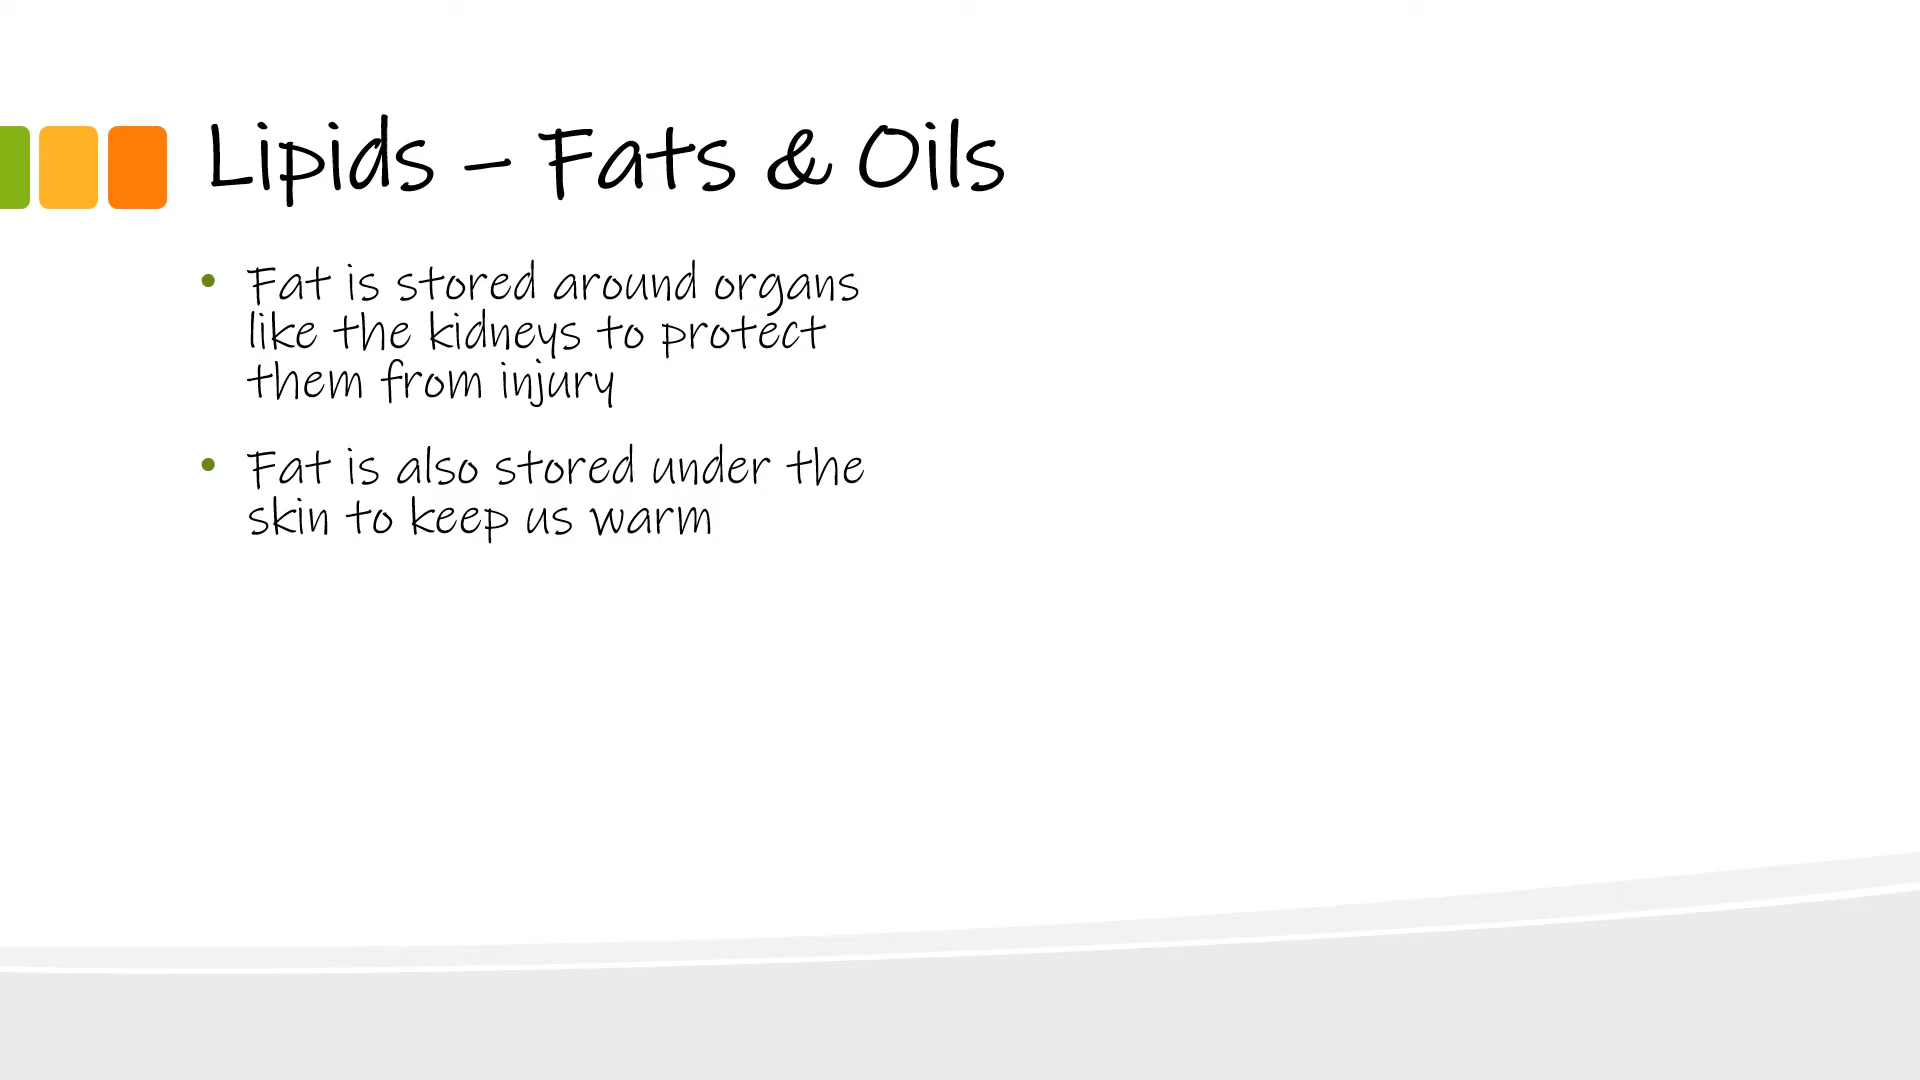 Lipids – Fats & Oils
• Fat is stored around organs
like the kidneys to protect
them from injury
• Fat is also stored under the
skin to keep us warm